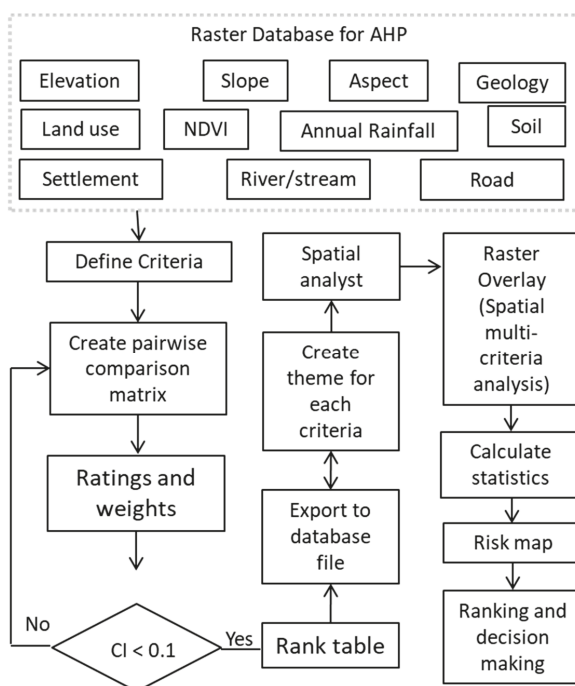 Raster Database for AHP
Elevation
Slope
Aspect
Geology
Land use
NDVI
Annual Rainfall
Soil
Settlement
River/stream
Road
Define Criteria
Create pairwise
comparison
matrix
Ratings and
weights
No
CI < 0.1
Yes
Rank table
Export to
database
file
Create
theme for
each
criteria
Spatial
analyst
Raster
Overlay
(Spatial
multi-
criteria
analysis)
Calculate
statistics
Risk map
Ranking and
decision
making